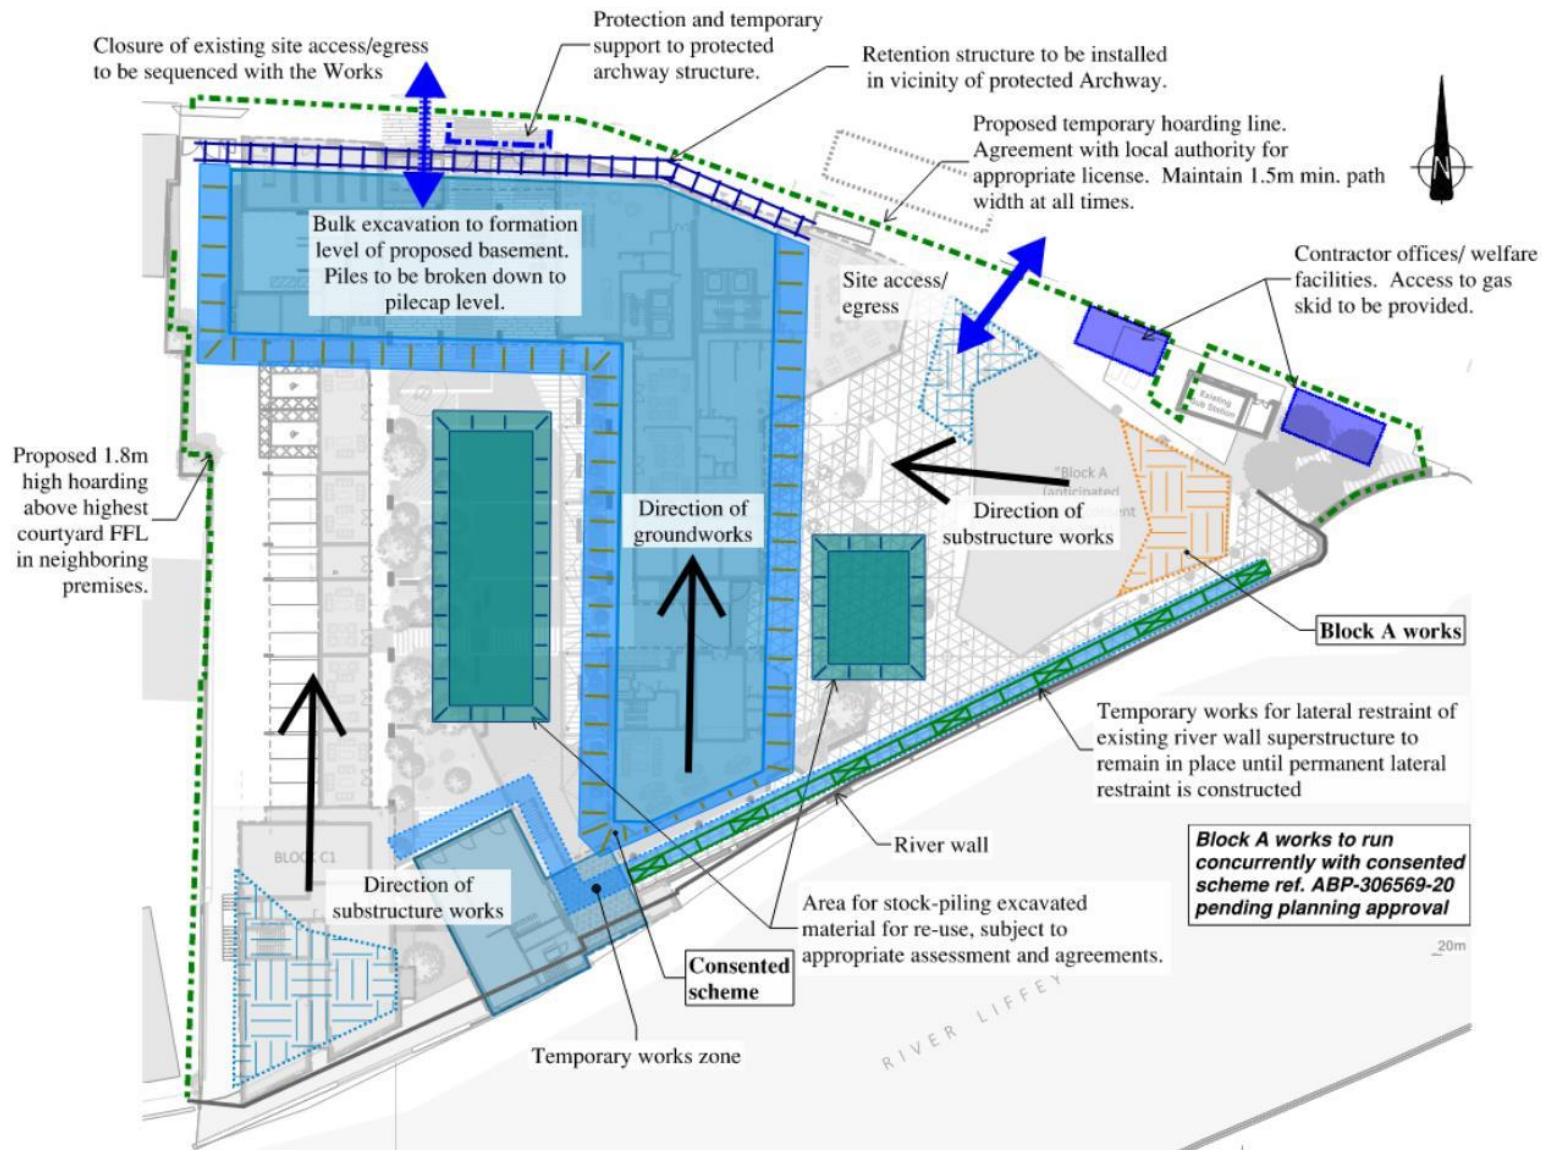 Closure of existing site access/egress
to be sequenced with the Works
Protection and temporary
support to protected
archway structure.
Retention structure to be installed
in vicinity of protected Archway.
Proposed temporary hoarding line.
Agreement with local authority for
appropriate license. Maintain 1.5m min. path
width at all times.
N
Bulk excavation to formation
level of proposed basement.
Piles to be broken down to
pilecap level.
Site access/
egress
Contractor offices/ welfare
facilities. Access to gas
skid to be provided.
Existing
Sub Station
Proposed 1.8m
high hoarding
above highest
courtyard FFL
in neighboring
premises.
Direction of
groundworks
"Block A
(anticipated
Direction of
substructure works
Block A works
Temporary works for lateral restraint of
existing river wall superstructure to
remain in place until permanent lateral
restraint is constructed
River wall
Block A works to run
concurrently with consented
scheme ref. ABP-306569-20
pending planning approval
BLOCK C1
Direction of
substructure works
Area for stock-piling excavated
material for re-use, subject to
appropriate assessment and agreements.
Consented
scheme
20m
Temporary works zone
RIVER LIFFEY